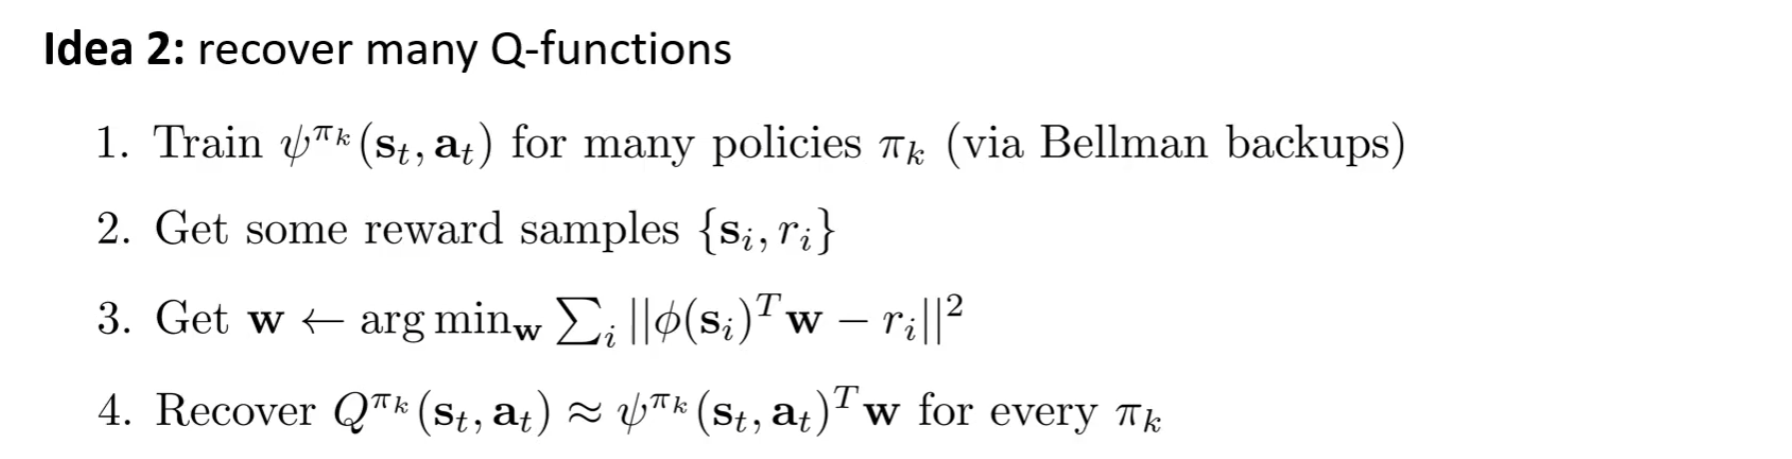 Idea 2: recover many Q-functions
1. Train $\psi^{\pi_k}(\mathbf{s}_t, \mathbf{a}_t)$ for many policies $\pi_k$ (via Bellman backups)
2. Get some reward samples $\{\mathbf{s}_i, r_i\}$
3. Get $\mathbf{w} \leftarrow \arg\min_{\mathbf{w}} \sum_i ||\phi(\mathbf{s}_i)^T \mathbf{w} - r_i||^2$
4. Recover $Q^{\pi_k}(\mathbf{s}_t, \mathbf{a}_t) \approx \psi^{\pi_k}(\mathbf{s}_t, \mathbf{a}_t)^T \mathbf{w}$ for every $\pi_k$